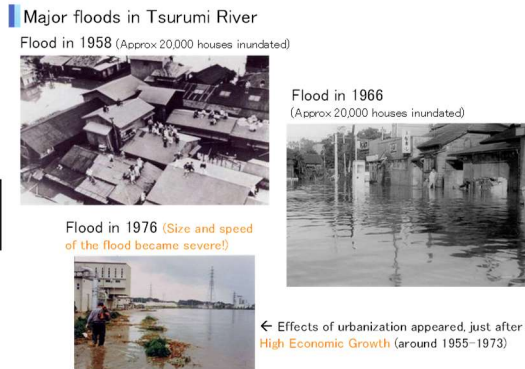 Major floods in Tsurumi River
Flood in 1958 (Approx 20,000 houses inundated)
Flood in 1966
(Approx 20,000 houses inundated)
Flood in 1976 (Size and speed
of the flood became severe!)
← Effects of urbanization appeared, just after
High Economic Growth (around 1955-1973)